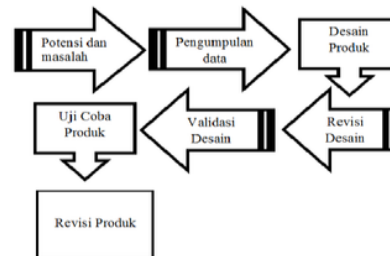 Potensi dan
masalah
Pengumpulan
data
Desain
Produk
Revisi
Desain
Validasi
Desain
Uji Coba
Produk
Revisi Produk